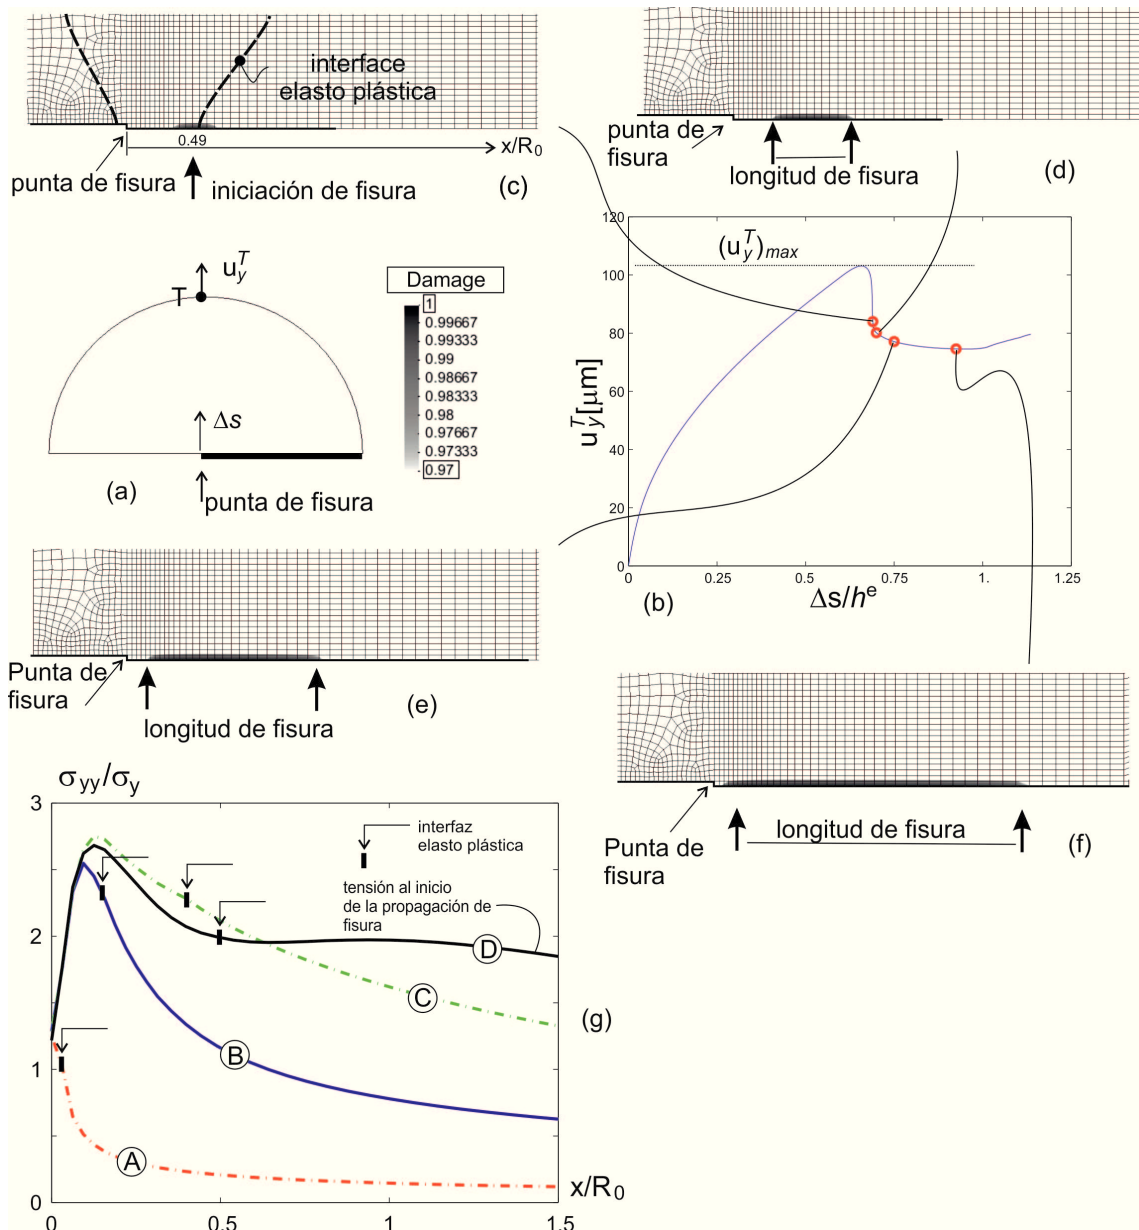 interface
elasto plástica
0.49
x/R₀
punta de fisura
iniciación de fisura
(c)
punta de
fisura
longitud de fisura
(d)
u_y^T
T
Δs
(a)
punta de fisura
Damage
1
0.99667
0.99333
0.99
0.98667
0.98333
0.98
0.97667
0.97333
0.97
120
100
80
60
40
20
0
(u_y^T)max
u_y^T[μm]
0
0.25
0.5
0.75
1.
1.25
(b)
Δs/hᵉ
Punta de
fisura
longitud de fisura
(e)
Punta de
fisura
longitud de fisura
(f)
σyy/σy
3
2
1
0
interfaz
elasto plástica
tensión al inicio
de la propagación de
fisura
D
C
B
A
(g)
x/R₀
0
0.5
1
1.5